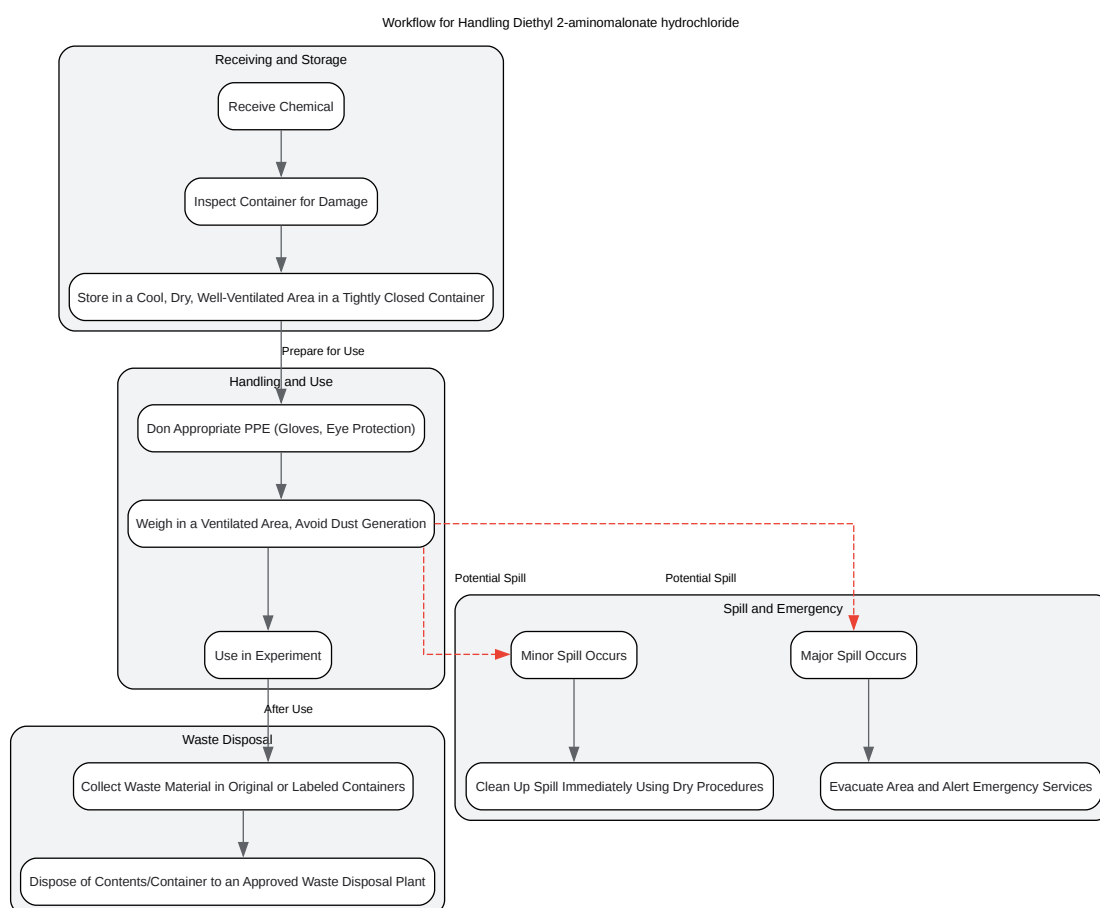 Workflow for Handling Diethyl 2-aminomalonate hydrochloride
Receiving and Storage
Receive Chemical
Inspect Container for Damage
Store in a Cool, Dry, Well-Ventilated Area in a Tightly Closed Container
Prepare for Use
Handling and Use
Don Appropriate PPE (Gloves, Eye Protection)
Weigh in a Ventilated Area, Avoid Dust Generation
Potential Spill
Potential Spill
Spill and Emergency
Use in Experiment
Minor Spill Occurs
Major Spill Occurs
After Use
Waste Disposal
Collect Waste Material in Original or Labeled Containers
Clean Up Spill Immediately Using Dry Procedures
Evacuate Area and Alert Emergency Services
Dispose of Contents/Container to an Approved Waste Disposal Plant